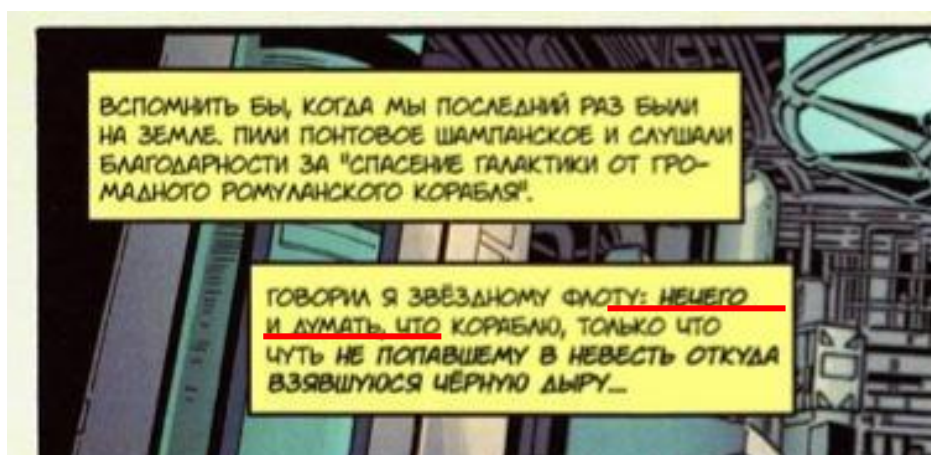 ВСПОМНИТЬ БЫ, КОГДА МЫ ПОСЛЕДНИЙ РАЗ БЫЛИ
НА ЗЕМЛЕ. ПИЛИ ПОНТОВОЕ ШАМПАНСКОЕ И СЛУШАЛИ
БЛАГОДАРНОСТИ ЗА "СПАСЕНИЕ ГАЛАКТИКИ ОТ ГРО-
МАДНОГО РОМУЛАНСКОГО КОРАБЛЯ".
ГОВОРИЛ Я ЗВЁЗДНОМУ ФЛОТУ: НЕЧЕГО
И ДУМАТЬ, ЧТО КОРАБЛЮ, ТОЛЬКО ЧТО
ЧУТЬ НЕ ПОПАВШЕМУ В НЕВЕСТЬ ОТКУДА
ВЗЯВШУЮСЯ ЧЁРНУЮ ДЫРУ...